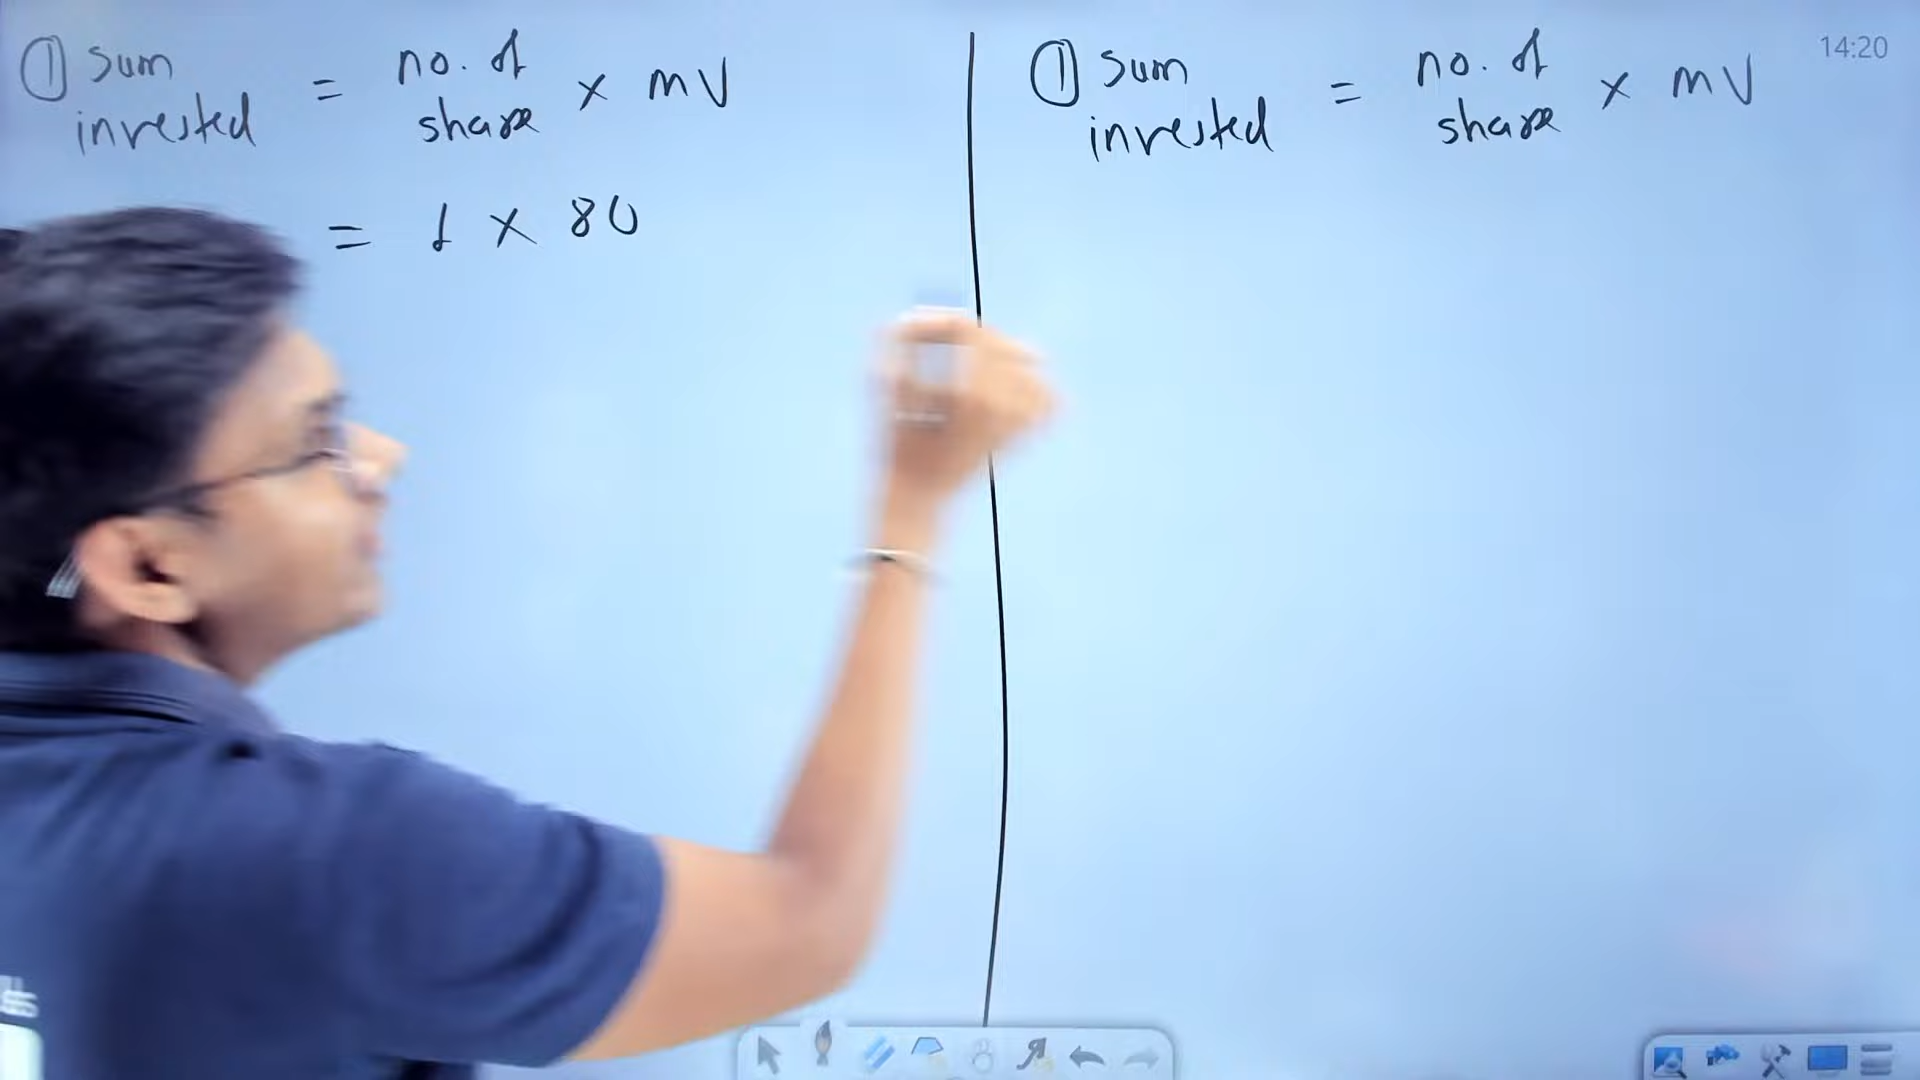 ① sum invested = no. of share × mV
= 1 × 80
① sum invested = no. of share × mV
14:20